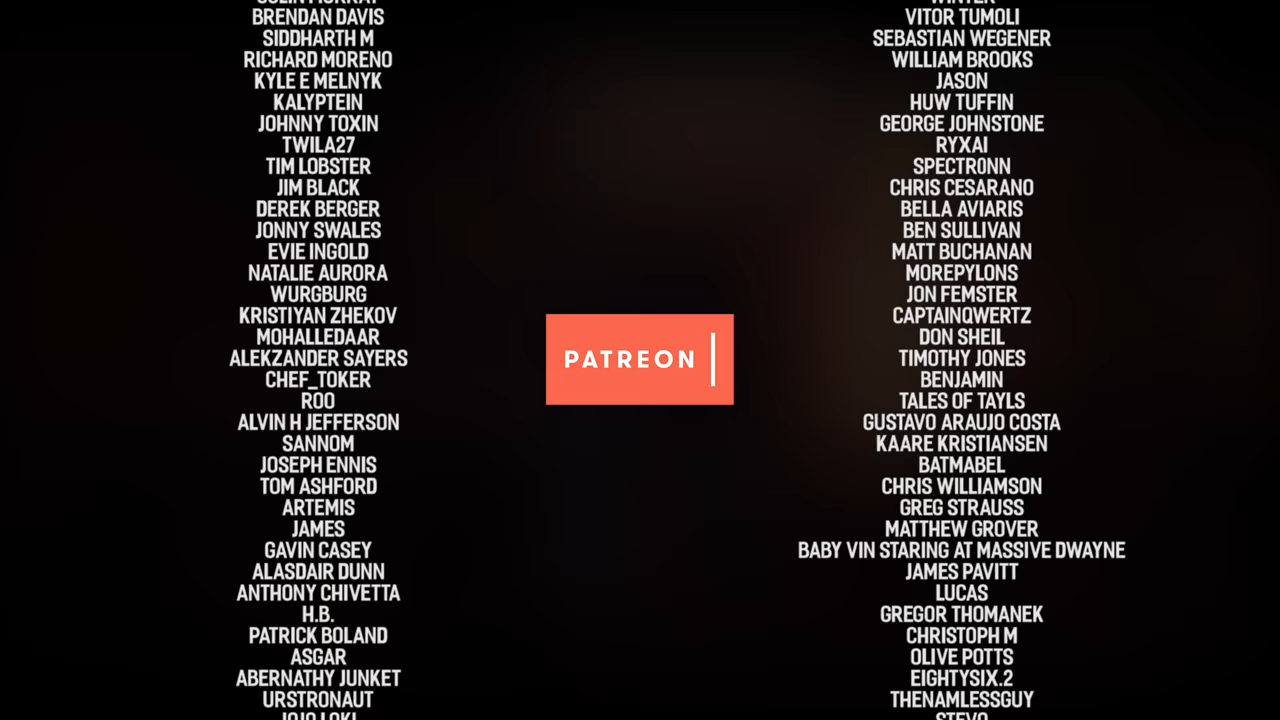 BRENDAN DAVIS
SIDDHARTH M
RICHARD MORENO
KYLE E MELNYK
KALYPTEIN
JOHNNY TOXIN
TWILA27
TIM LOBSTER
JIM BLACK
DEREK BERGER
JONNY SWALES
EVIE INGOLD
NATALIE AURORA
WURGBURG
KRISTIYAN ZHEKOV
MOHALLEDAAR
ALEKZANDER SAYERS
CHEF_TOKER
ROO
ALVIN H JEFFERSON
SANNOM
JOSEPH ENNIS
TOM ASHFORD
ARTEMIS
JAMES
GAVIN CASEY
ALASDAIR DUNN
ANTHONY CHIVETTA
H.B.
PATRICK BOLAND
ASGAR
ABERNATHY JUNKET
URSTRONAUT
JOJO LOKI
PATREON
WINTER
VITOR TUMOLI
SEBASTIAN WEGENER
WILLIAM BROOKS
JASON
HUW TUFFIN
GEORGE JOHNSTONE
RYXAI
SPECTR0NN
CHRIS CESARANO
BELLA AVIARIS
BEN SULLIVAN
MATT BUCHANAN
MOREPYLONS
JON FEMSTER
CAPTAINQWERTZ
DON SHEIL
TIMOTHY JONES
BENJAMIN
TALES OF TAYLS
GUSTAVO ARAUJO COSTA
KAARE KRISTIANSEN
BATMABEL
CHRIS WILLIAMSON
GREG STRAUSS
MATTHEW GROVER
BABY VIN STARING AT MASSIVE DWAYNE
JAMES PAVITT
LUCAS
GREGOR THOMANEK
CHRISTOPH M
OLIVE POTTS
EIGHTYSIX.2
THENAMLESSGUY
STEVO